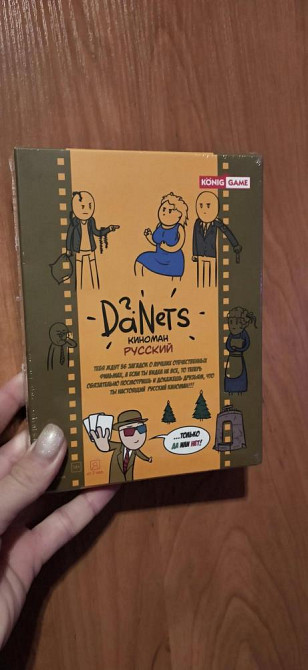 KÖNIG GAME
DaNeTs
КИНОМАН
РУССКИЙ
ТЕБЯ ЖДУТ 56 ЗАГАДОК О ЛУЧШИХ ОТЕЧЕСТВЕННЫХ
ФИЛЬМАХ, А ЕСЛИ ТЫ ВИДЕЛ НЕ ВСЕ, ТО ТЕПЕРЬ
ОБЯЗАТЕЛЬНО ПОСМОТРИШЬ И ДОКАЖЕШЬ ДРУЗЬЯМ, ЧТО
ТЫ НАСТОЯЩИЙ РУССКИЙ КИНОМАН!!!
...ТОЛЬКО
ДА ИЛИ НЕТ!